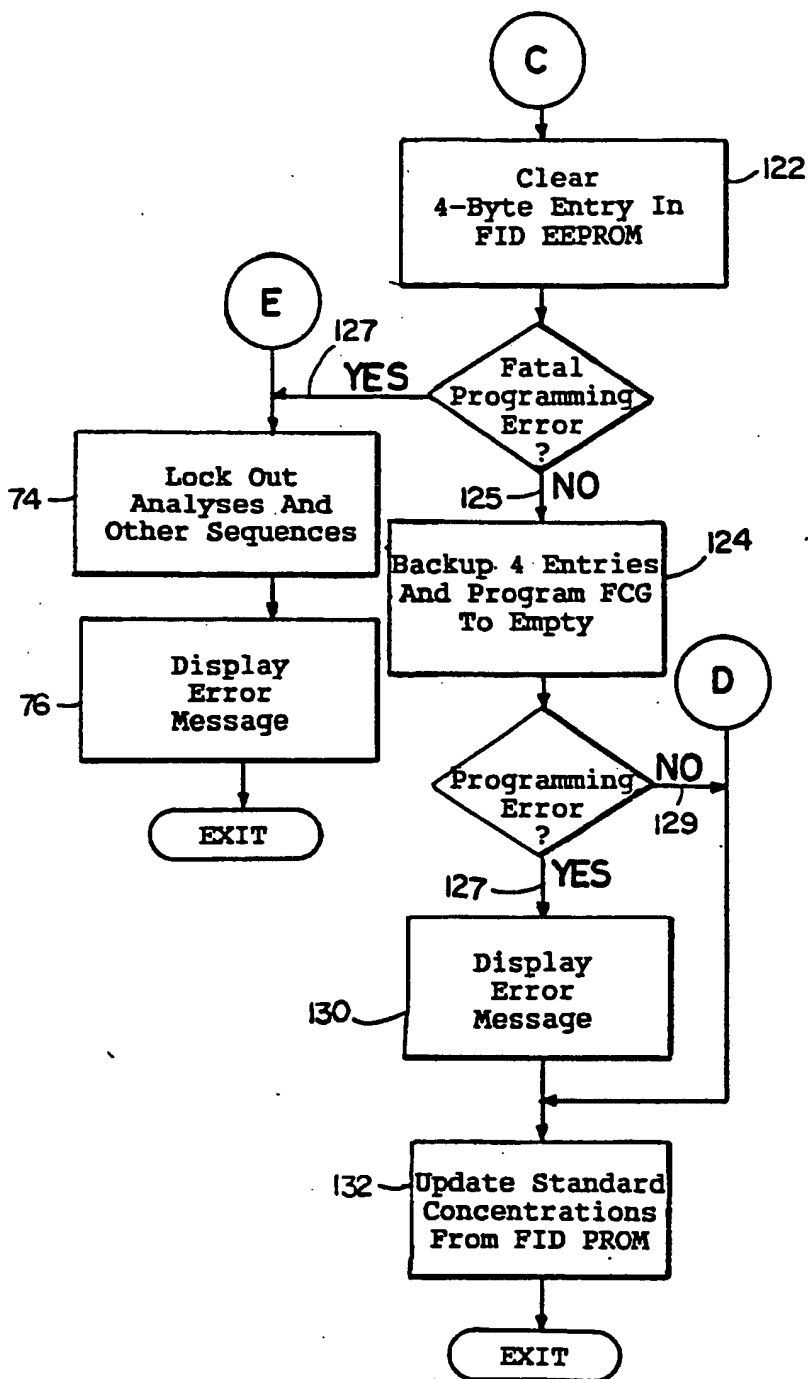 C
Clear
4-Byte Entry In
FID EEPROM
122
E
127
YES
Fatal
Programming
Error
?
125
NO
74
Lock Out
Analyses And
Other Sequences
Backup 4 Entries
And Program FCG
To Empty
124
D
76
Display
Error
Message
EXIT
Programming
Error
?
NO
129
127
YES
130
Display
Error
Message
132
Update Standard
Concentrations
From FID PROM
EXIT